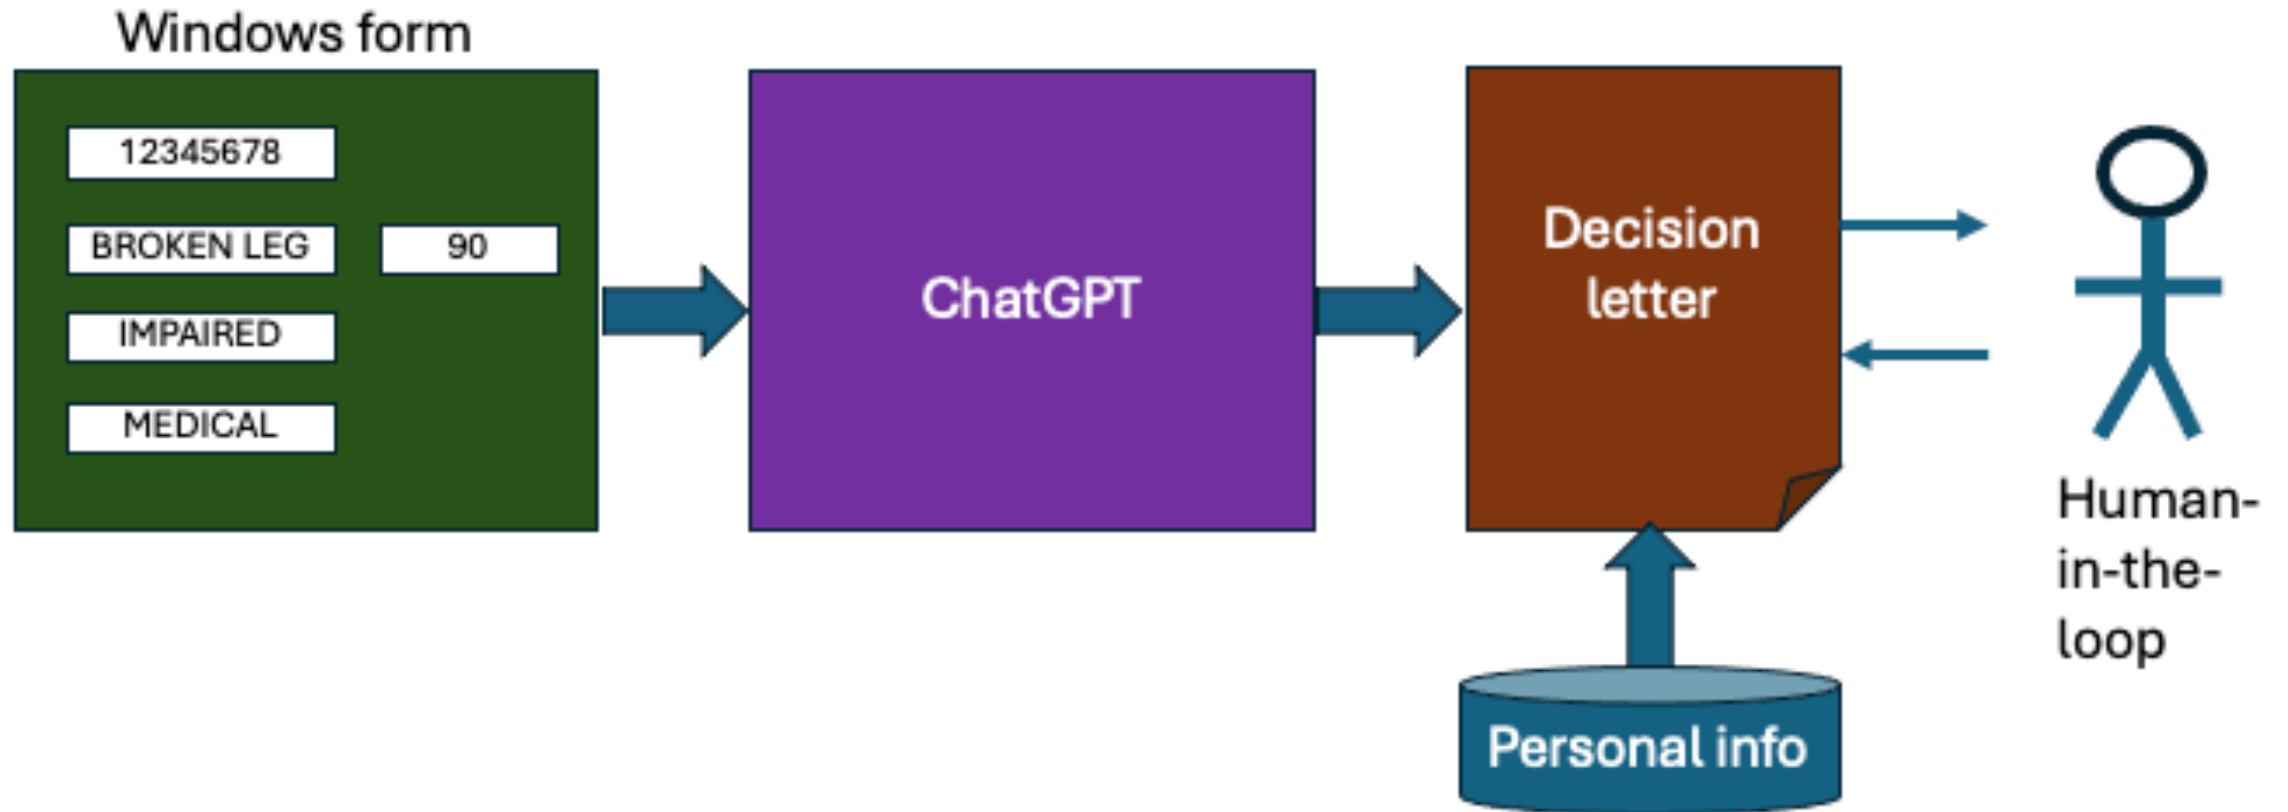 Windows form
12345678
BROKEN LEG
90
IMPAIRED
MEDICAL
ChatGPT
Decision
letter
Human-
in-the-
loop
Personal info